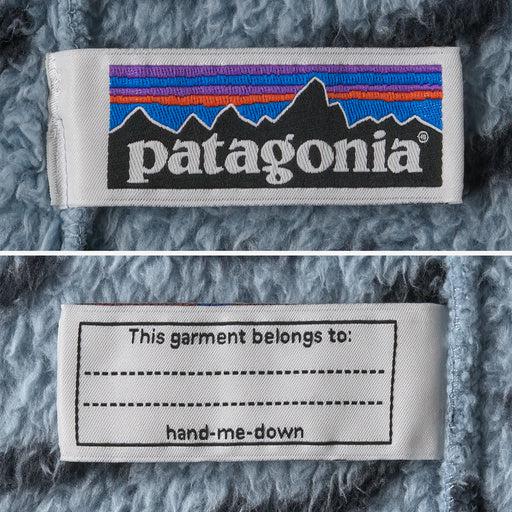 patagonia®
This garment belongs to:
hand-me-down